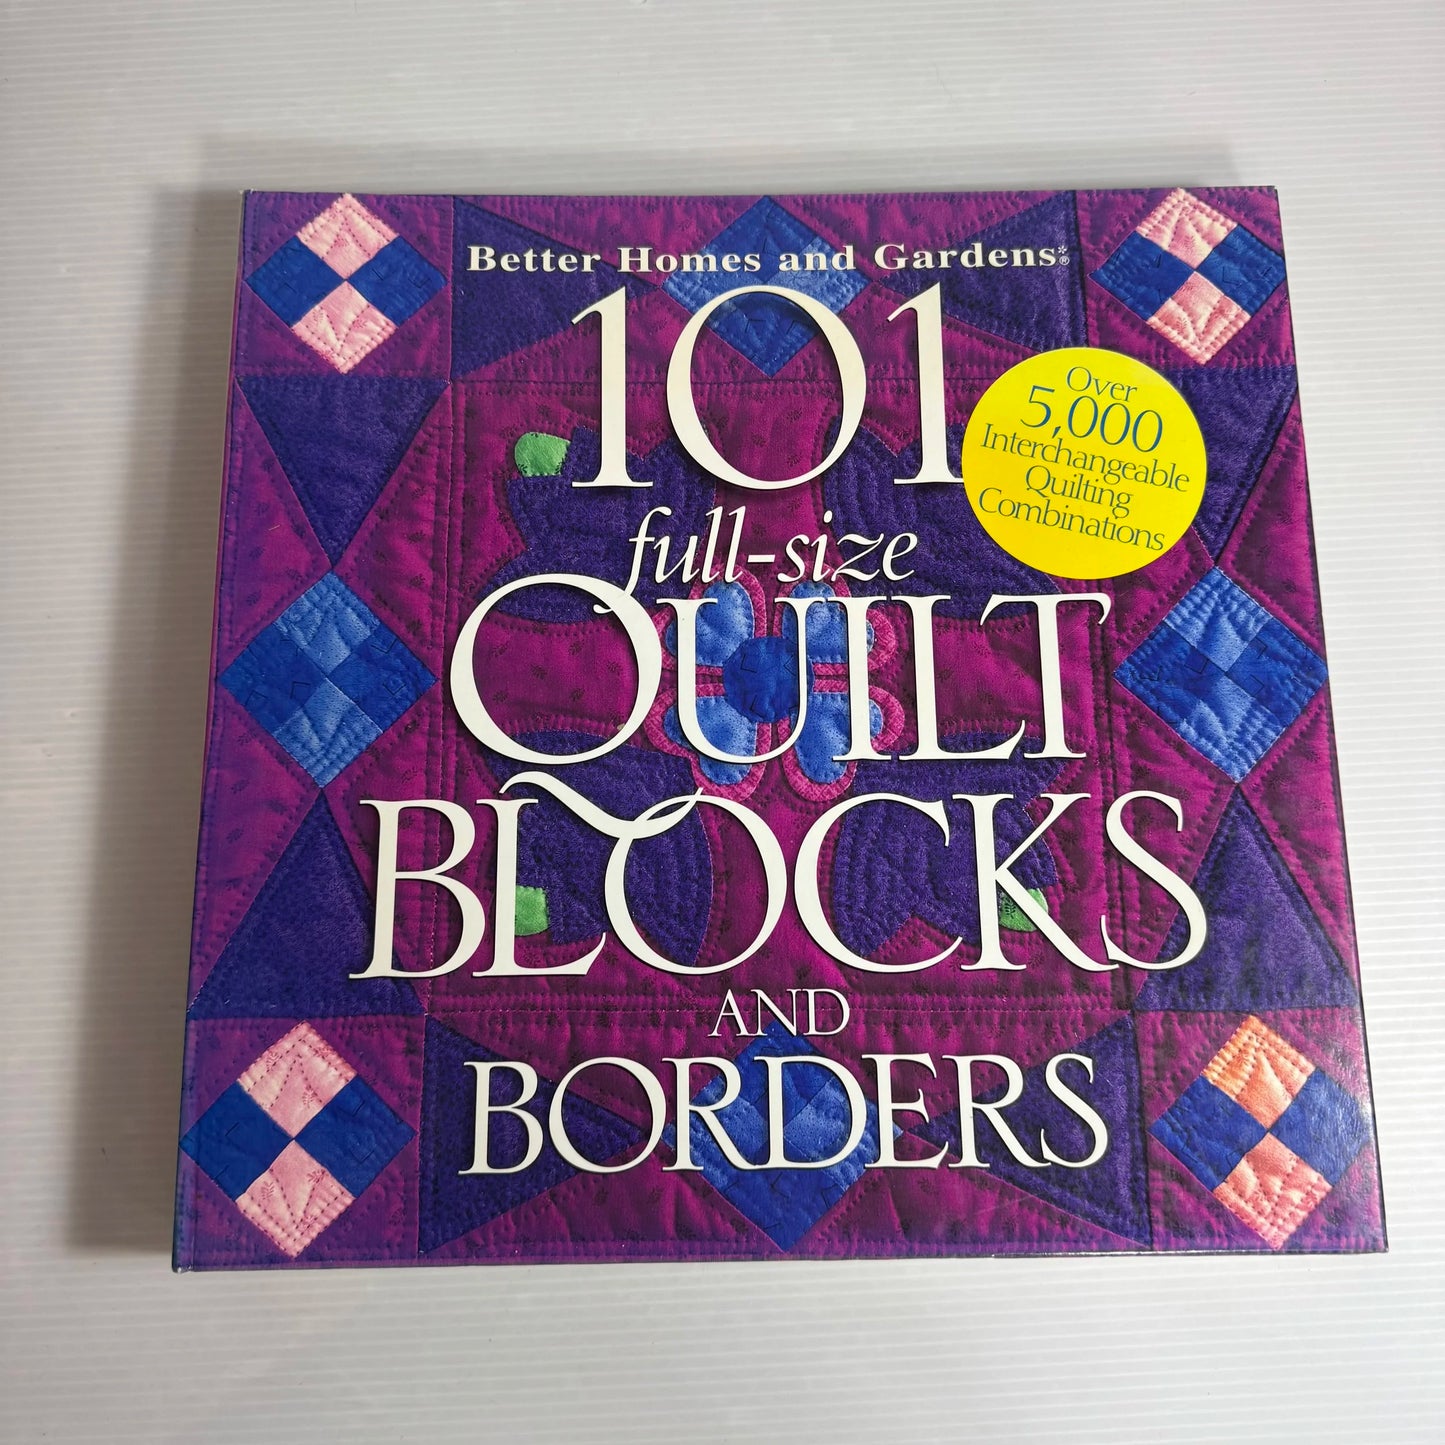 Better Homes and Gardens®
101
full-size
QUILT
BLOCKS
AND
BORDERS
Over
5,000
Interchangeable
Quilting
Combinations